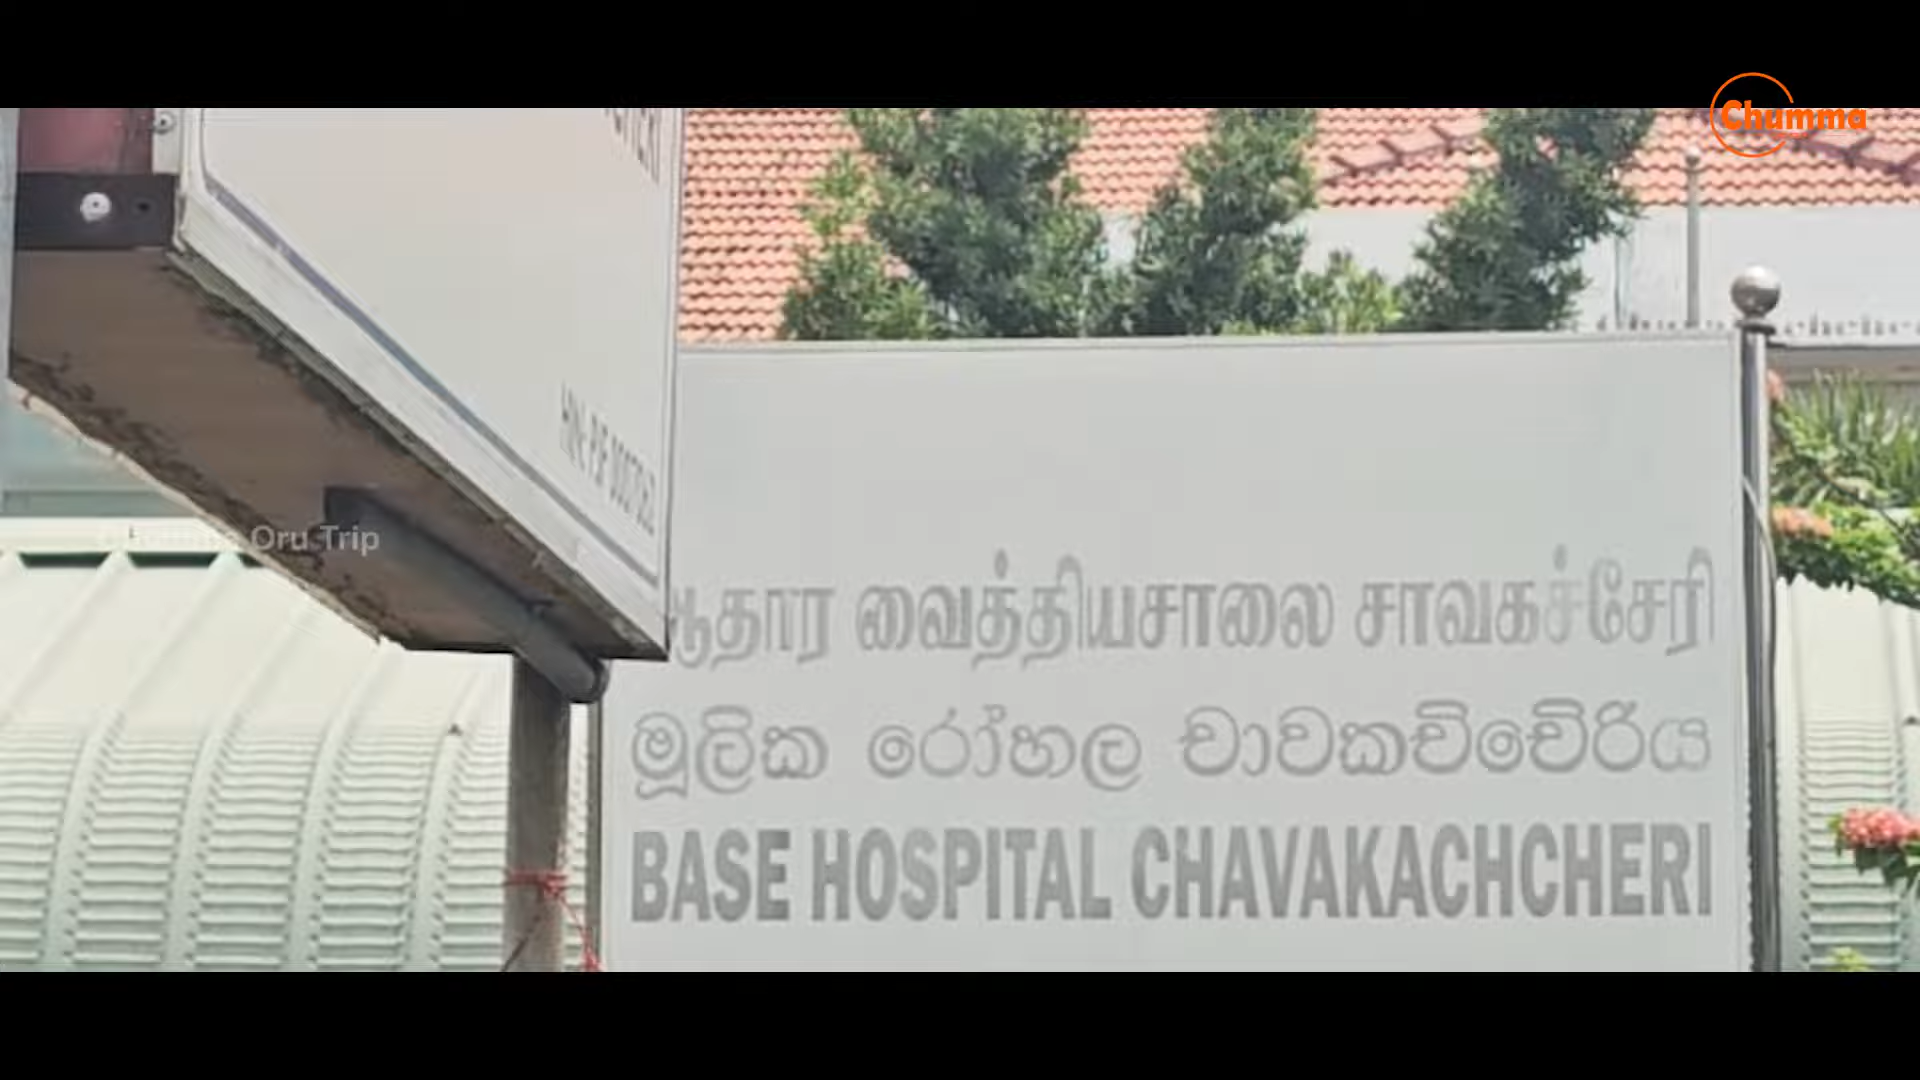 Chumma
Oru Trip
ஆதார வைத்தியசாலை சாவகச்சேரி
මූලික රෝහල චාවකච්චේරිය
BASE HOSPITAL CHAVAKACHCHERI